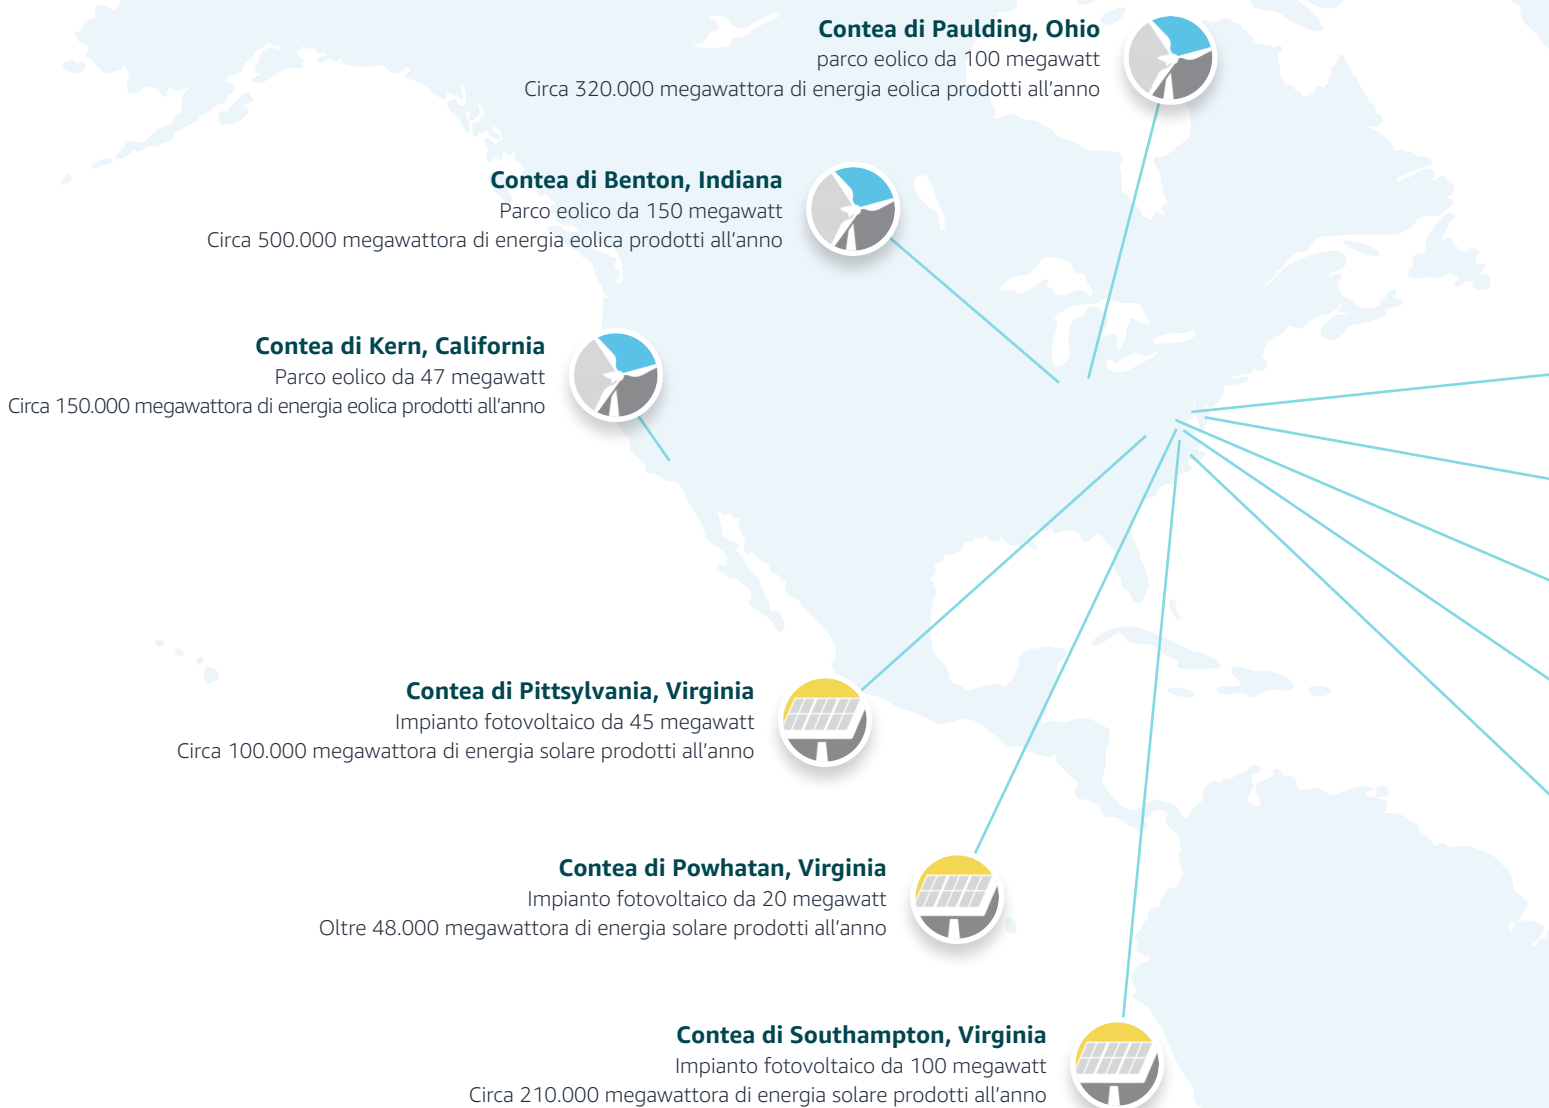 Contea di Paulding, Ohio
parco eolico da 100 megawatt
Circa 320.000 megawattora di energia eolica prodotti all'anno
Contea di Benton, Indiana
Parco eolico da 150 megawatt
Circa 500.000 megawattora di energia eolica prodotti all'anno
Contea di Kern, California
Parco eolico da 47 megawatt
Circa 150.000 megawattora di energia eolica prodotti all'anno
Contea di Pittsylvania, Virginia
Impianto fotovoltaico da 45 megawatt
Circa 100.000 megawattora di energia solare prodotti all'anno
Contea di Powhatan, Virginia
Impianto fotovoltaico da 20 megawatt
Oltre 48.000 megawattora di energia solare prodotti all'anno
Contea di Southampton, Virginia
Impianto fotovoltaico da 100 megawatt
Circa 210.000 megawattora di energia solare prodotti all'anno